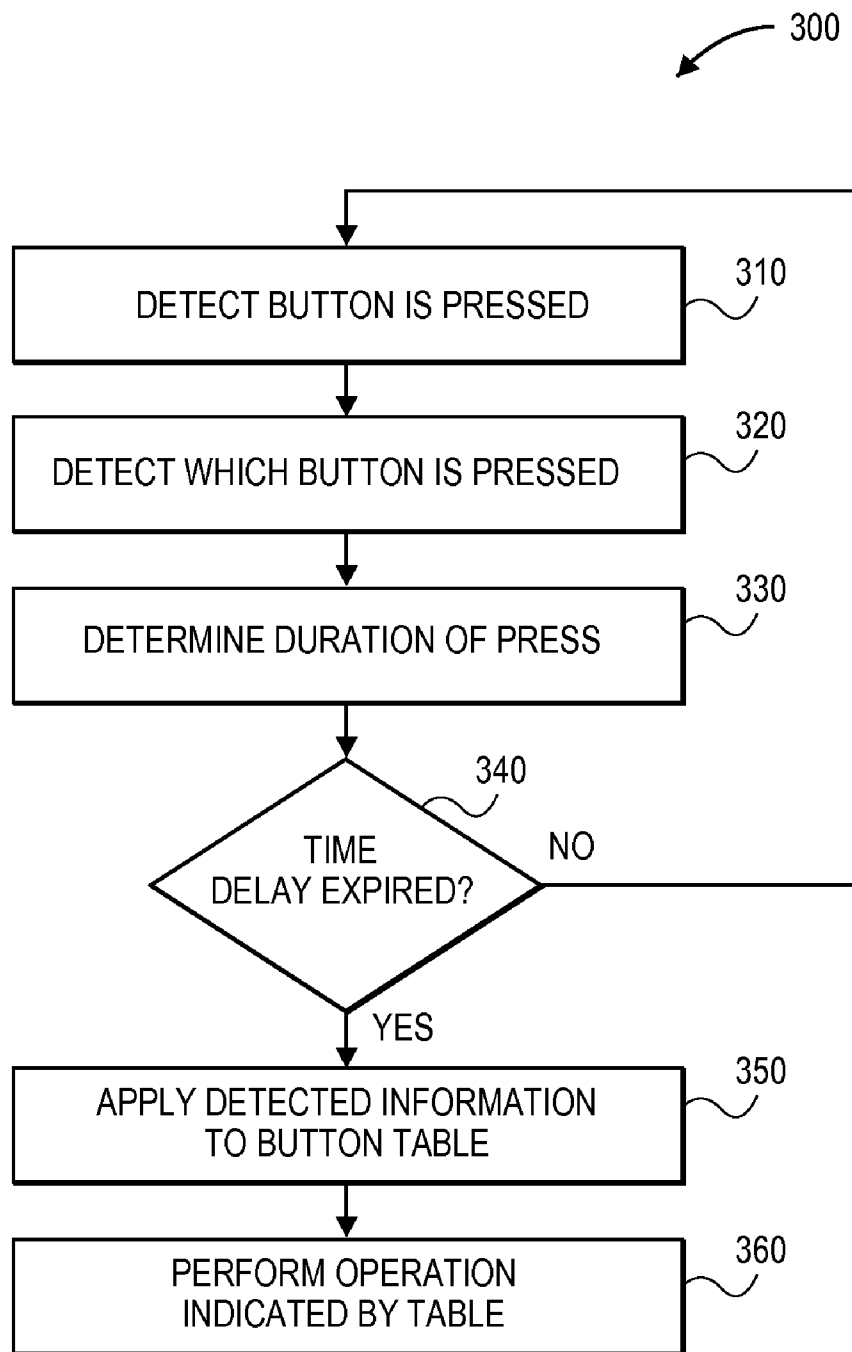 300
DETECT BUTTON IS PRESSED
310
DETECT WHICH BUTTON IS PRESSED
320
DETERMINE DURATION OF PRESS
330
340
TIME
DELAY EXPIRED?
NO
YES
APPLY DETECTED INFORMATION
TO BUTTON TABLE
350
PERFORM OPERATION
INDICATED BY TABLE
360